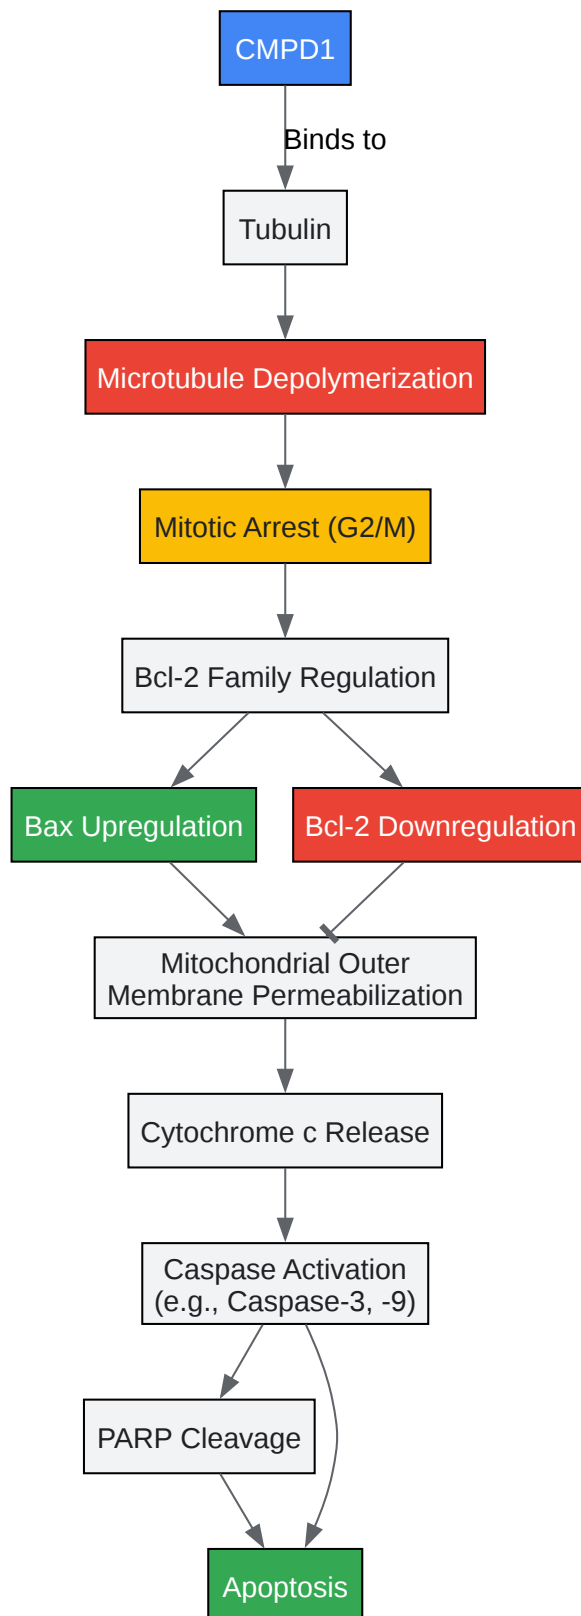 CMPD1
Binds to
Tubulin
Microtubule Depolymerization
Mitotic Arrest (G2/M)
Bcl-2 Family Regulation
Bax Upregulation
Bcl-2 Downregulation
Mitochondrial Outer
Membrane Permeabilization
Cytochrome c Release
Caspase Activation
(e.g., Caspase-3, -9)
PARP Cleavage
Apoptosis